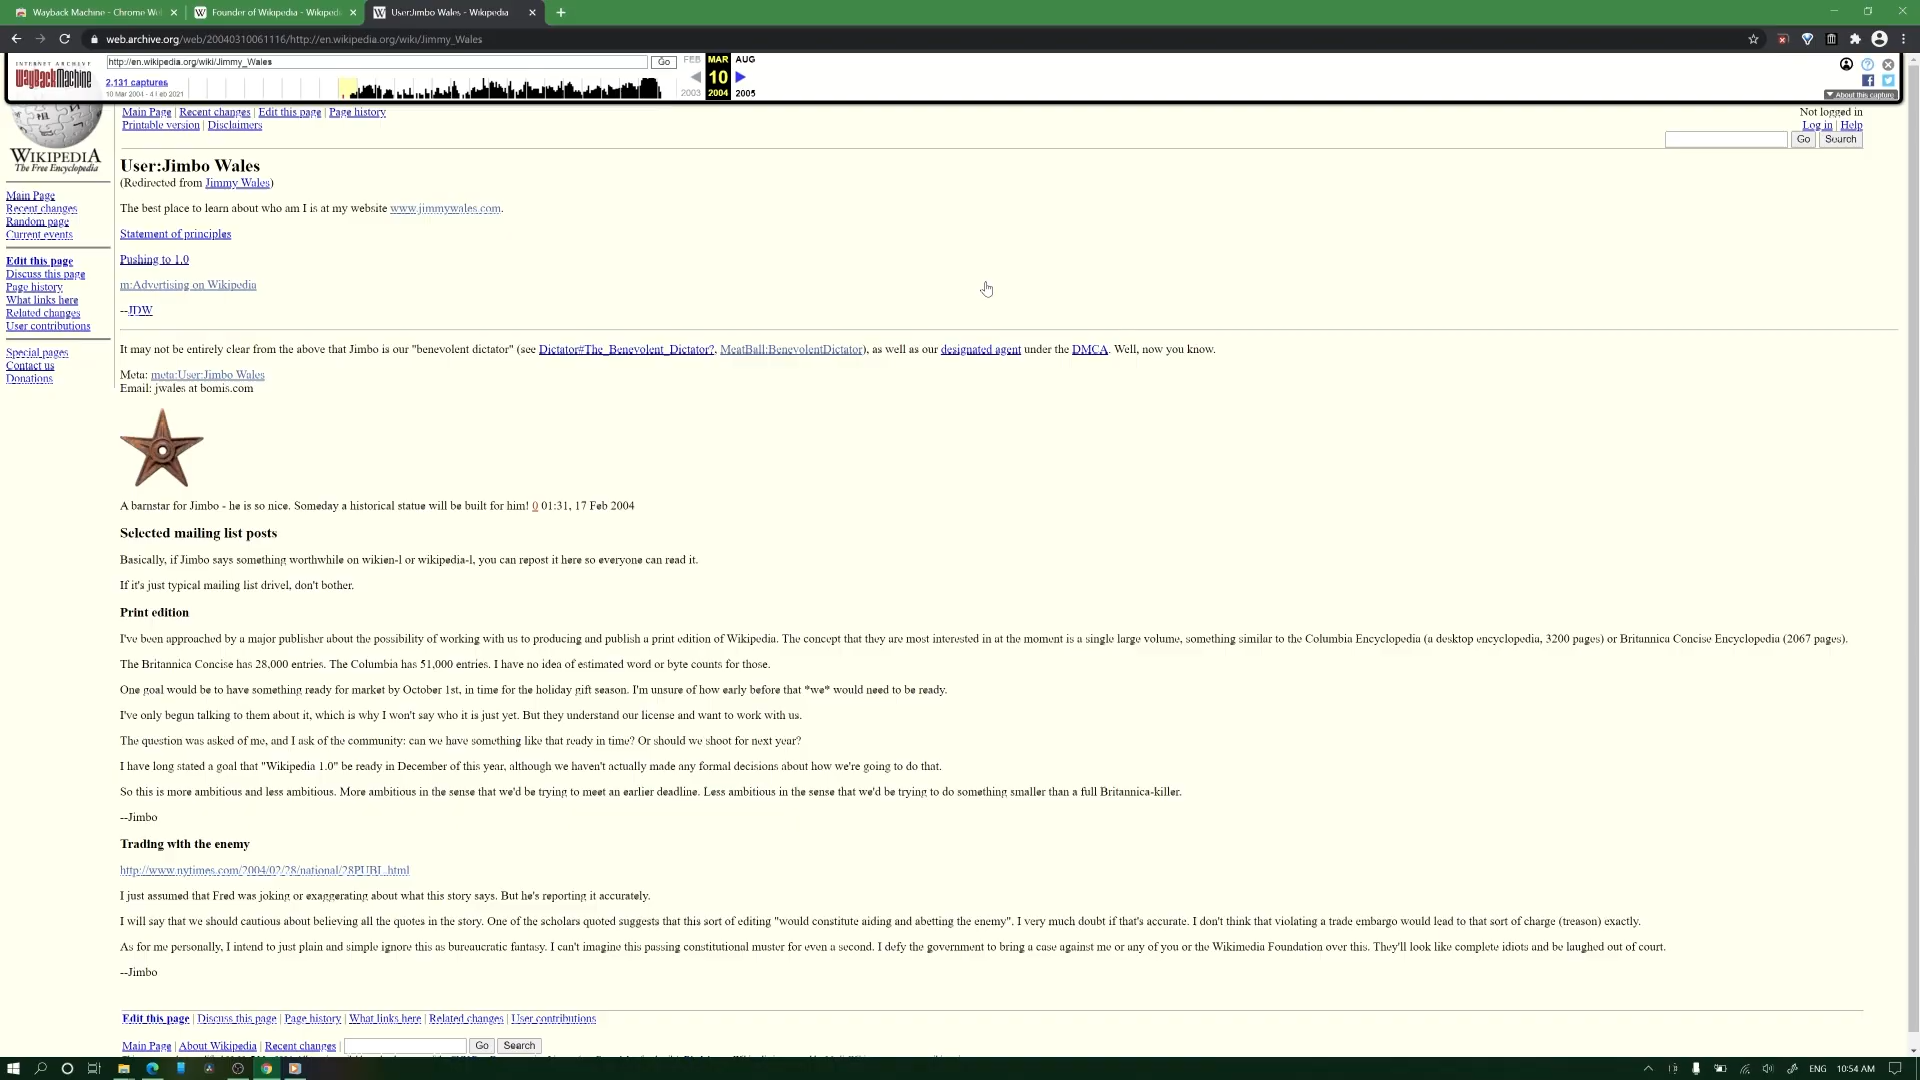 Wayback Machine - Chrome We
Founder of Wikipedia - Wikipedi
User:Jimbo Wales - Wikipedia
web.archive.org/web/20040310061116/http://en.wikipedia.org/wiki/Jimmy_Wales
INTERNET ARCHIVE
WayBackMachine
http://en.wikipedia.org/wiki/Jimmy_Wales
Go
FEB MAR AUG
2,131 captures
10
10 Mar 2004 - 4 Feb 2021
2003 2004 2005
About this capture
Main Page | Recent changes | Edit this page | Page history
Printable version | Disclaimers
Not logged in
Log in | Help
Go Search
WIKIPEDIA
The Free Encyclopedia
Main Page
Recent changes
Random page
Current events
Edit this page
Discuss this page
Page history
What links here
Related changes
User contributions
Special pages
Contact us
Donations
User:Jimbo Wales
(Redirected from Jimmy Wales)
The best place to learn about who am I is at my website www.jimmywales.com.
Statement of principles
Pushing to 1.0
m:Advertising on Wikipedia
--JDW
It may not be entirely clear from the above that Jimbo is our "benevolent dictator" (see Dictator#The_Benevolent_Dictator?, MeatBall:BenevolentDictator), as well as our designated agent under the DMCA. Well, now you know.
Meta: meta:User:Jimbo Wales
Email: jwales at bomis.com
A barnstar for Jimbo - he is so nice. Someday a historical statue will be built for him! 0 01:31, 17 Feb 2004
Selected mailing list posts
Basically, if Jimbo says something worthwhile on wikien-l or wikipedia-l, you can repost it here so everyone can read it.
If it's just typical mailing list drivel, don't bother.
Print edition
I've been approached by a major publisher about the possibility of working with us to producing and publish a print edition of Wikipedia. The concept that they are most interested in at the moment is a single large volume, something similar to the Columbia Encyclopedia (a desktop encyclopedia, 3200 pages) or Britannica Concise Encyclopedia (2067 pages).
The Britannica Concise has 28,000 entries. The Columbia has 51,000 entries. I have no idea of estimated word or byte counts for those.
One goal would be to have something ready for market by October 1st, in time for the holiday gift season. I'm unsure of how early before that *we* would need to be ready.
I've only begun talking to them about it, which is why I won't say who it is just yet. But they understand our license and want to work with us.
The question was asked of me, and I ask of the community: can we have something like that ready in time? Or should we shoot for next year?
I have long stated a goal that "Wikipedia 1.0" be ready in December of this year, although we haven't actually made any formal decisions about how we're going to do that.
So this is more ambitious and less ambitious. More ambitious in the sense that we'd be trying to meet an earlier deadline. Less ambitious in the sense that we'd be trying to do something smaller than a full Britannica-killer.
--Jimbo
Trading with the enemy
http://www.nytimes.com/2004/02/28/national/28PUBL.html
I just assumed that Fred was joking or exaggerating about what this story says. But he's reporting it accurately.
I will say that we should cautious about believing all the quotes in the story. One of the scholars quoted suggests that this sort of editing "would constitute aiding and abetting the enemy". I very much doubt if that's accurate. I don't think that violating a trade embargo would lead to that sort of charge (treason) exactly.
As for me personally, I intend to just plain and simple ignore this as bureaucratic fantasy. I can't imagine this passing constitutional muster for even a second. I defy the government to bring a case against me or any of you or the Wikimedia Foundation over this. They'll look like complete idiots and be laughed out of court.
--Jimbo
Edit this page | Discuss this page | Page history | What links here | Related changes | User contributions
Main Page | About Wikipedia | Recent changes | Go Search
ENG 10:54 AM